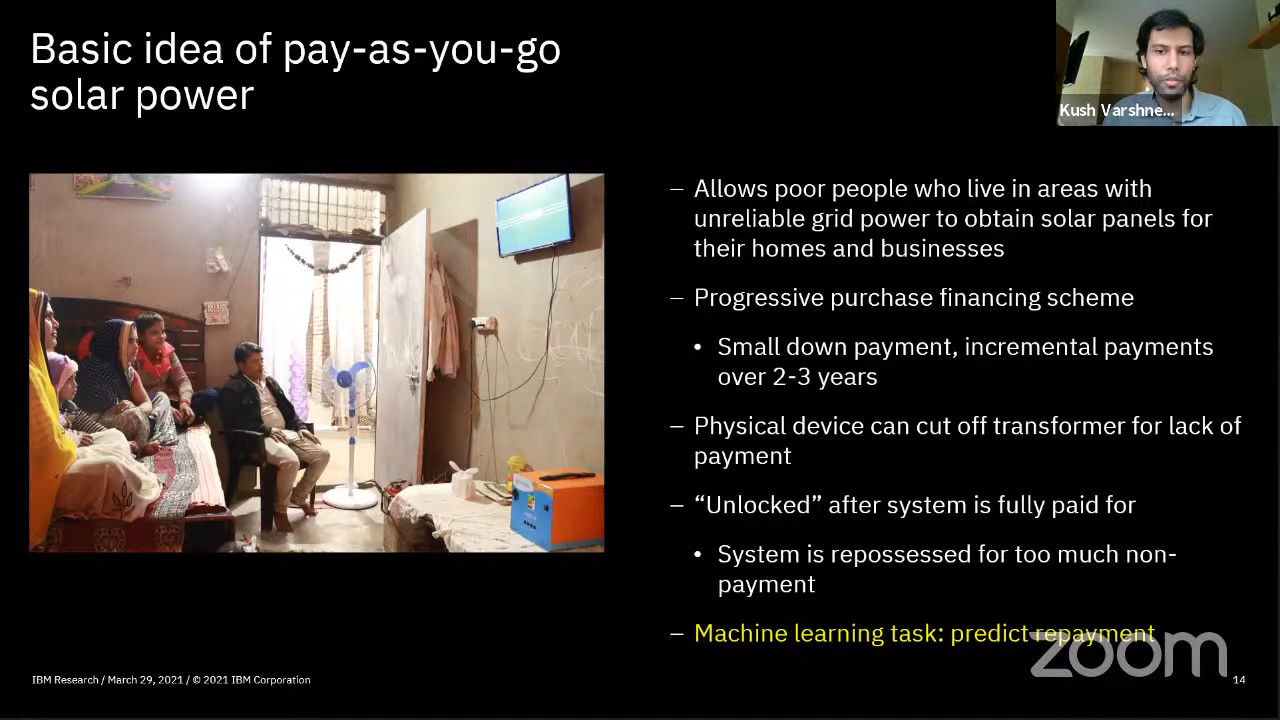 Basic idea of pay-as-you-go
solar power
Kush Varshne...
– Allows poor people who live in areas with
unreliable grid power to obtain solar panels for
their homes and businesses
– Progressive purchase financing scheme
• Small down payment, incremental payments
over 2-3 years
– Physical device can cut off transformer for lack of
payment
– “Unlocked” after system is fully paid for
• System is repossessed for too much non-
payment
– Machine learning task: predict repayment
zoom
IBM Research / March 29, 2021 / © 2021 IBM Corporation
14